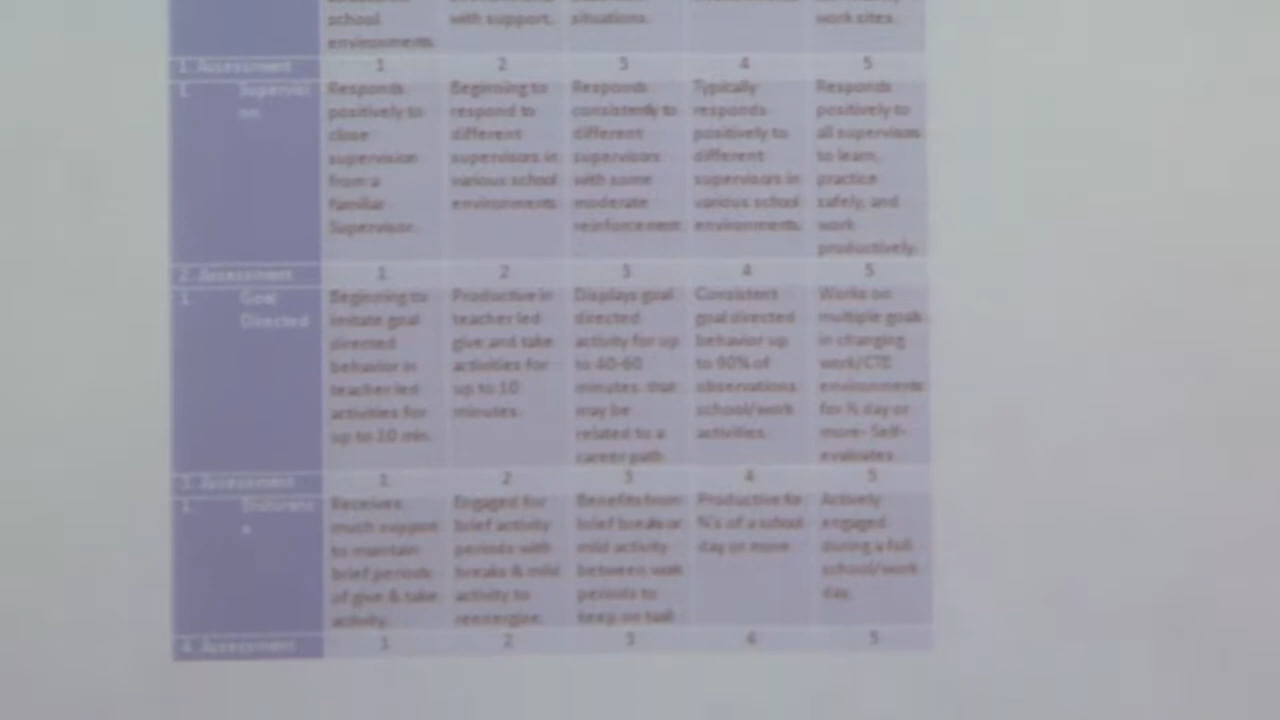 school
environments.
with support.
situations.
work sites.
1. Assessment 1 2 3 4 5
1. Supervisi
on
Responds
positively to
close
supervision
from a
familiar
Supervisor.
Beginning to
respond to
different
supervisors in
various school
environments
Responds
consistently to
different
supervisors
with some
moderate
reinforcement.
Typically
responds
positively to
different
supervisors in
various school
environments.
Responds
positively to
all supervisors
to learn,
practice
safely, and
work
productively.
2. Assessment 1 2 3 4 5
1. Goal
Directed
Beginning to
imitate goal
directed
behavior in
teacher led
activities for
up to 10 min.
Productive in
teacher led
give and take
activities for
up to 10
minutes.
Displays goal
directed
activity for up
to 40-60
minutes. that
may be
related to a
career path
Consistent
goal directed
behavior up
to 90% of
observations
school/work
activities.
Works on
multiple goals
in changing
work/CTE
environments
for ½ day or
more- Self-
evaluates
3. Assessment 1 2 3 4 5
1. Enduranc
e
Receives
much support
to maintain
brief periods
of give & take
activity.
Engaged for
brief activity
periods with
breaks & mild
activity to
reenergize.
Benefits from
brief breaks or
mild activity
between work
periods to
keep on task
Productive for
of a school
day or more
Actively
engaged
during a full
school/work
day.
4. Assessment 1 2 3 4 5